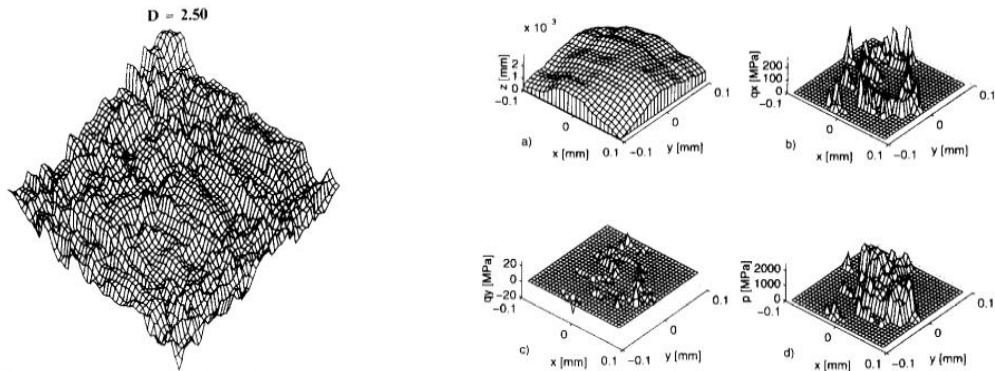 D = 2.50
x 10⁻³
z [mm]
2
1
0
-0.1
0
x [mm]
0.1
-0.1
0
y [mm]
0.1
a)
qx [MPa]
200
100
0
-0.1
0
x [mm]
0.1
-0.1
0
y [mm]
0.1
b)
qy [MPa]
20
0
-20
-0.1
0
x [mm]
0.1
-0.1
0
y [mm]
0.1
c)
p [MPa]
2000
1000
0
-0.1
0
x [mm]
0.1
-0.1
0
y [mm]
0.1
d)